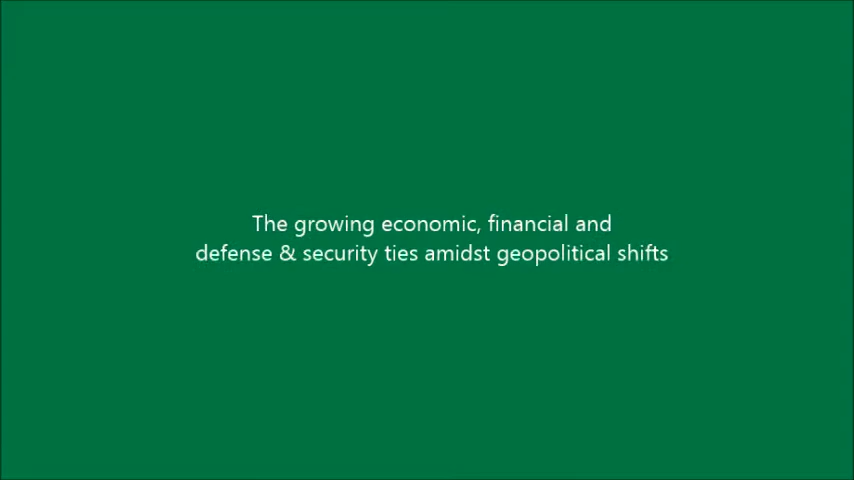 The growing economic, financial and
defense & security ties amidst geopolitical shifts